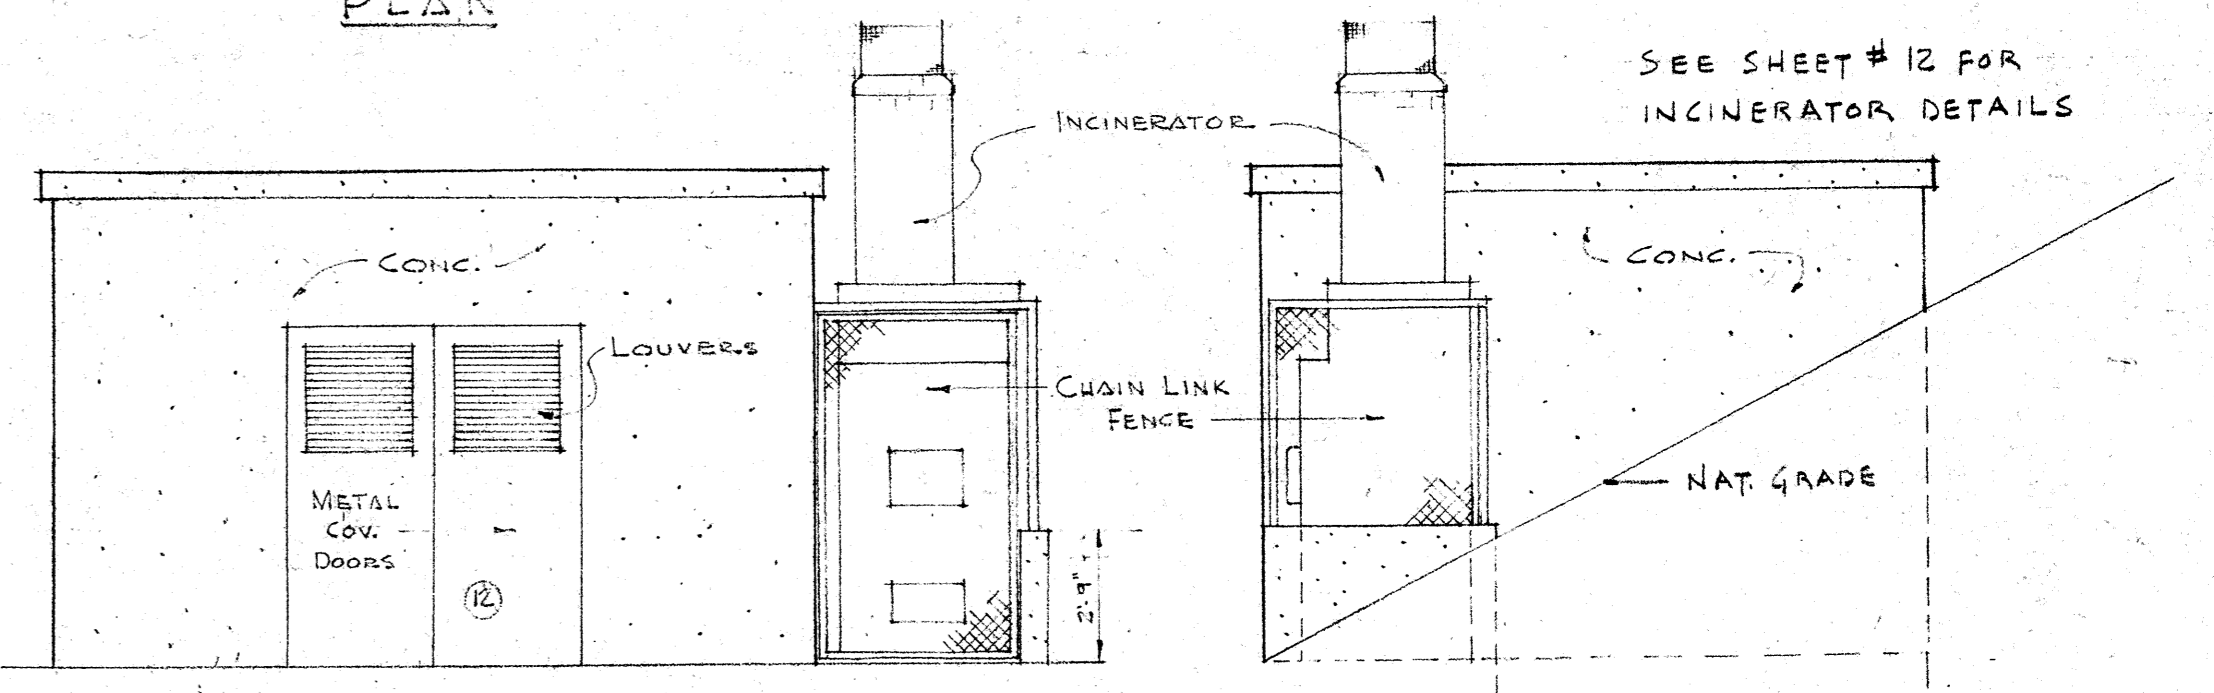 PLAN
SEE SHEET # 12 FOR
INCINERATOR DETAILS
INCINERATOR
CONC.
CONC.
LOUVERS
CHAIN LINK
FENCE
NAT. GRADE
METAL
COV.
DOORS
12
2'-9"